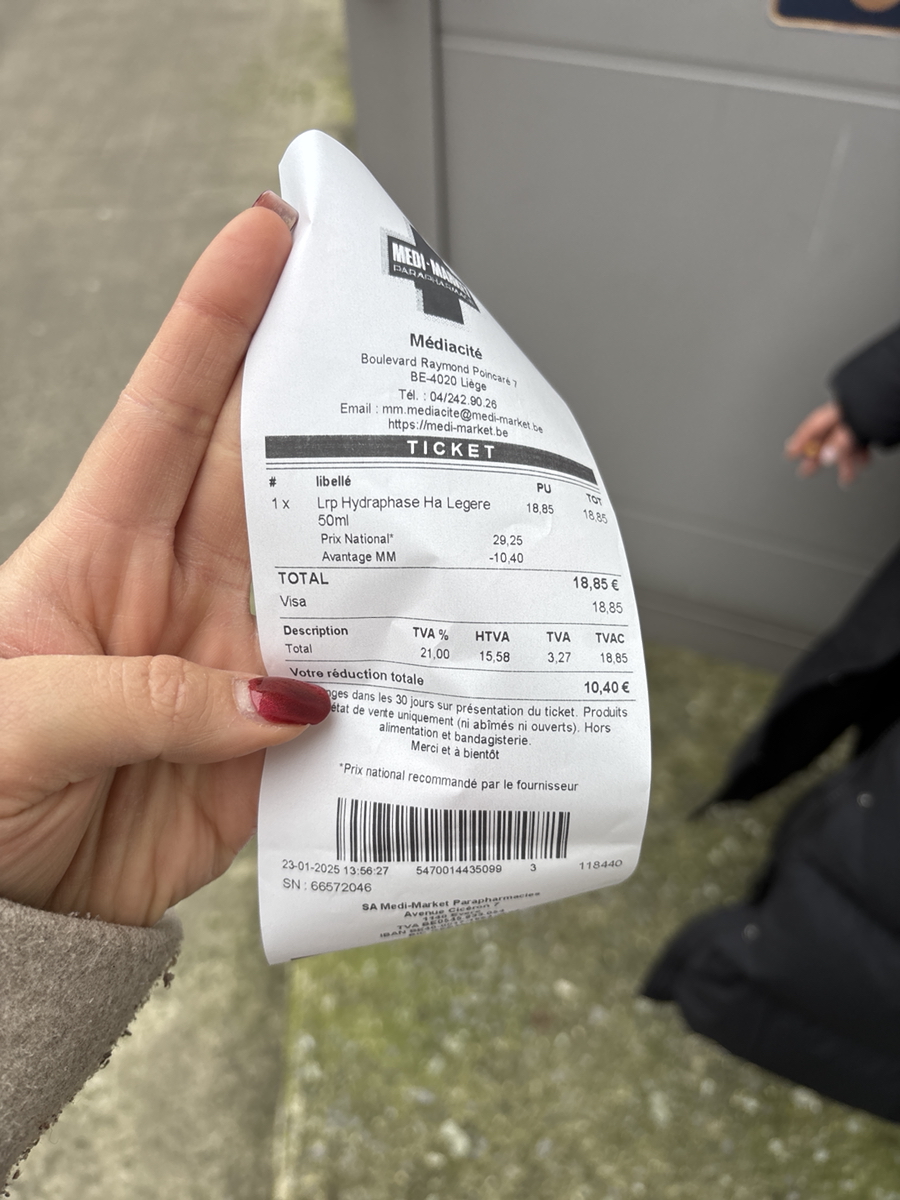 MEDI-MARKET
Médiacité
Boulevard Raymond Poincaré 7
BE-4020 Liège
Tél. : 04/242.90.26
Email : mm.mediacite@medi-market.be
https://medi-market.be
TICKET
# libellé PU TOT
1 x Lrp Hydraphase Ha Legere 18,85 18,85
50ml
Prix National* 29,25
Avantage MM -10,40
TOTAL 18,85 €
Visa 18,85
Description TVA % HTVA TVA TVAC
Total 21,00 15,58 3,27 18,85
Votre réduction totale 10,40 €
dans les 30 jours sur présentation du ticket. Produits
état de vente uniquement (ni abîmés ni ouverts). Hors
alimentation et bandagisterie.
Merci et à bientôt
*Prix national recommandé par le fournisseur
23-01-2025 13:56:27 5470014435099 3 118440
SN : 66572046
SA Medi-Market Parapharmacies
Avenue Cicéron 7